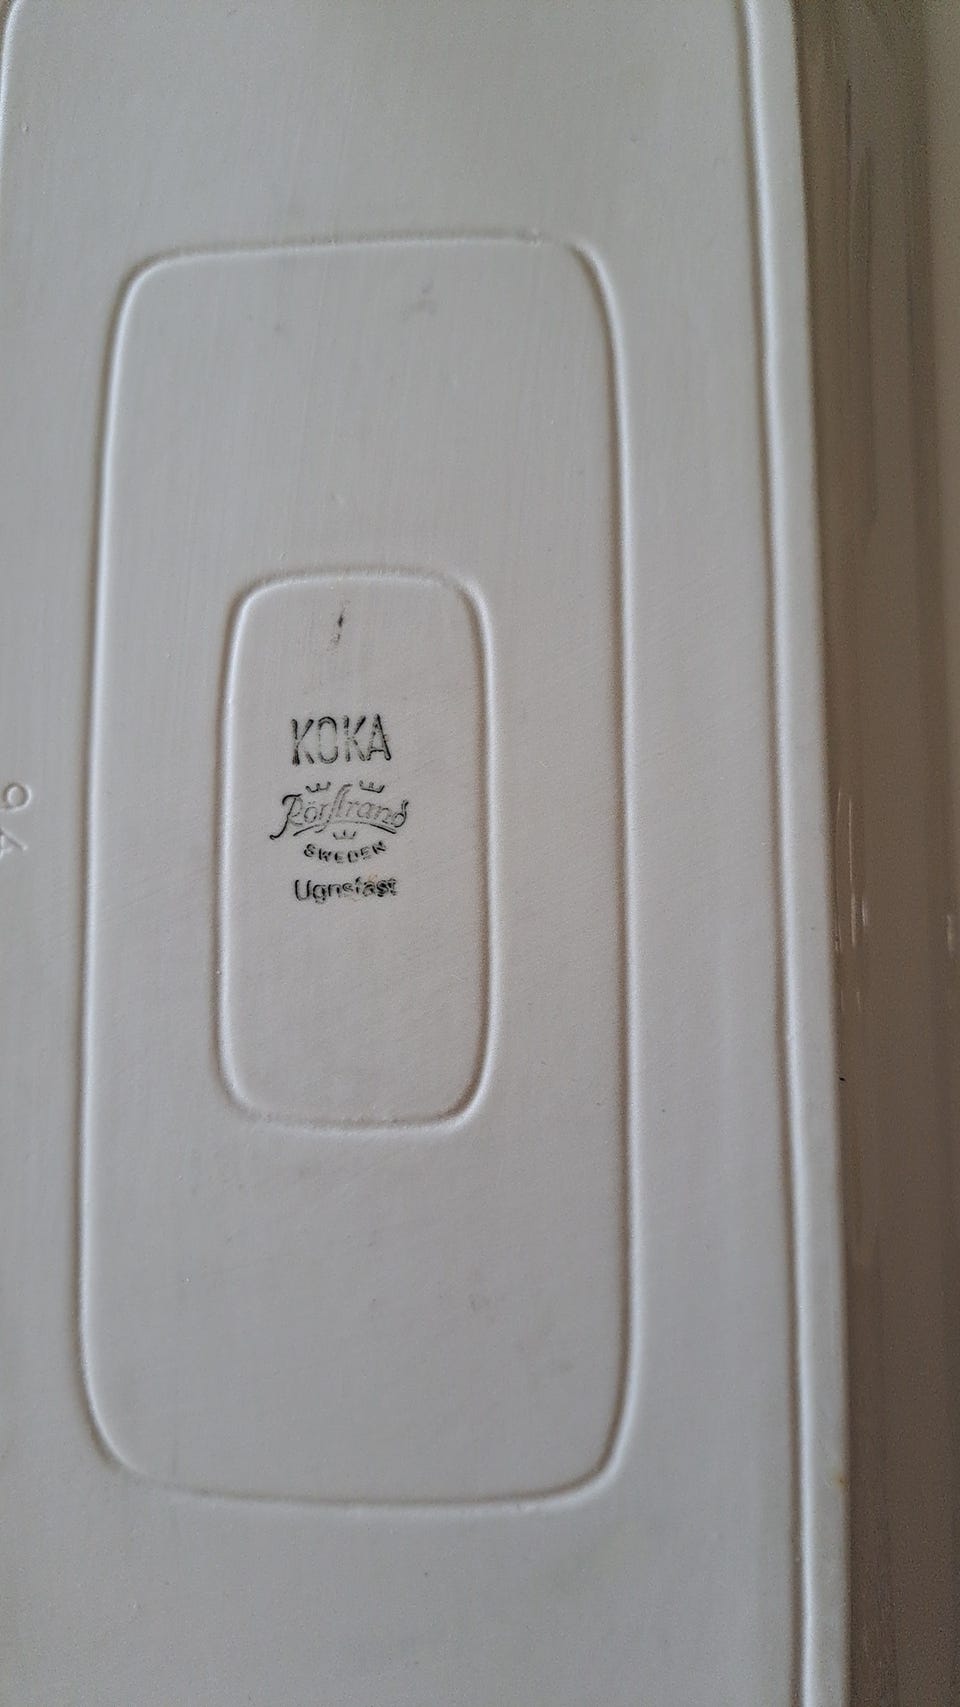 KOKA
Rörstrand
SWEDEN
Ugnsfast